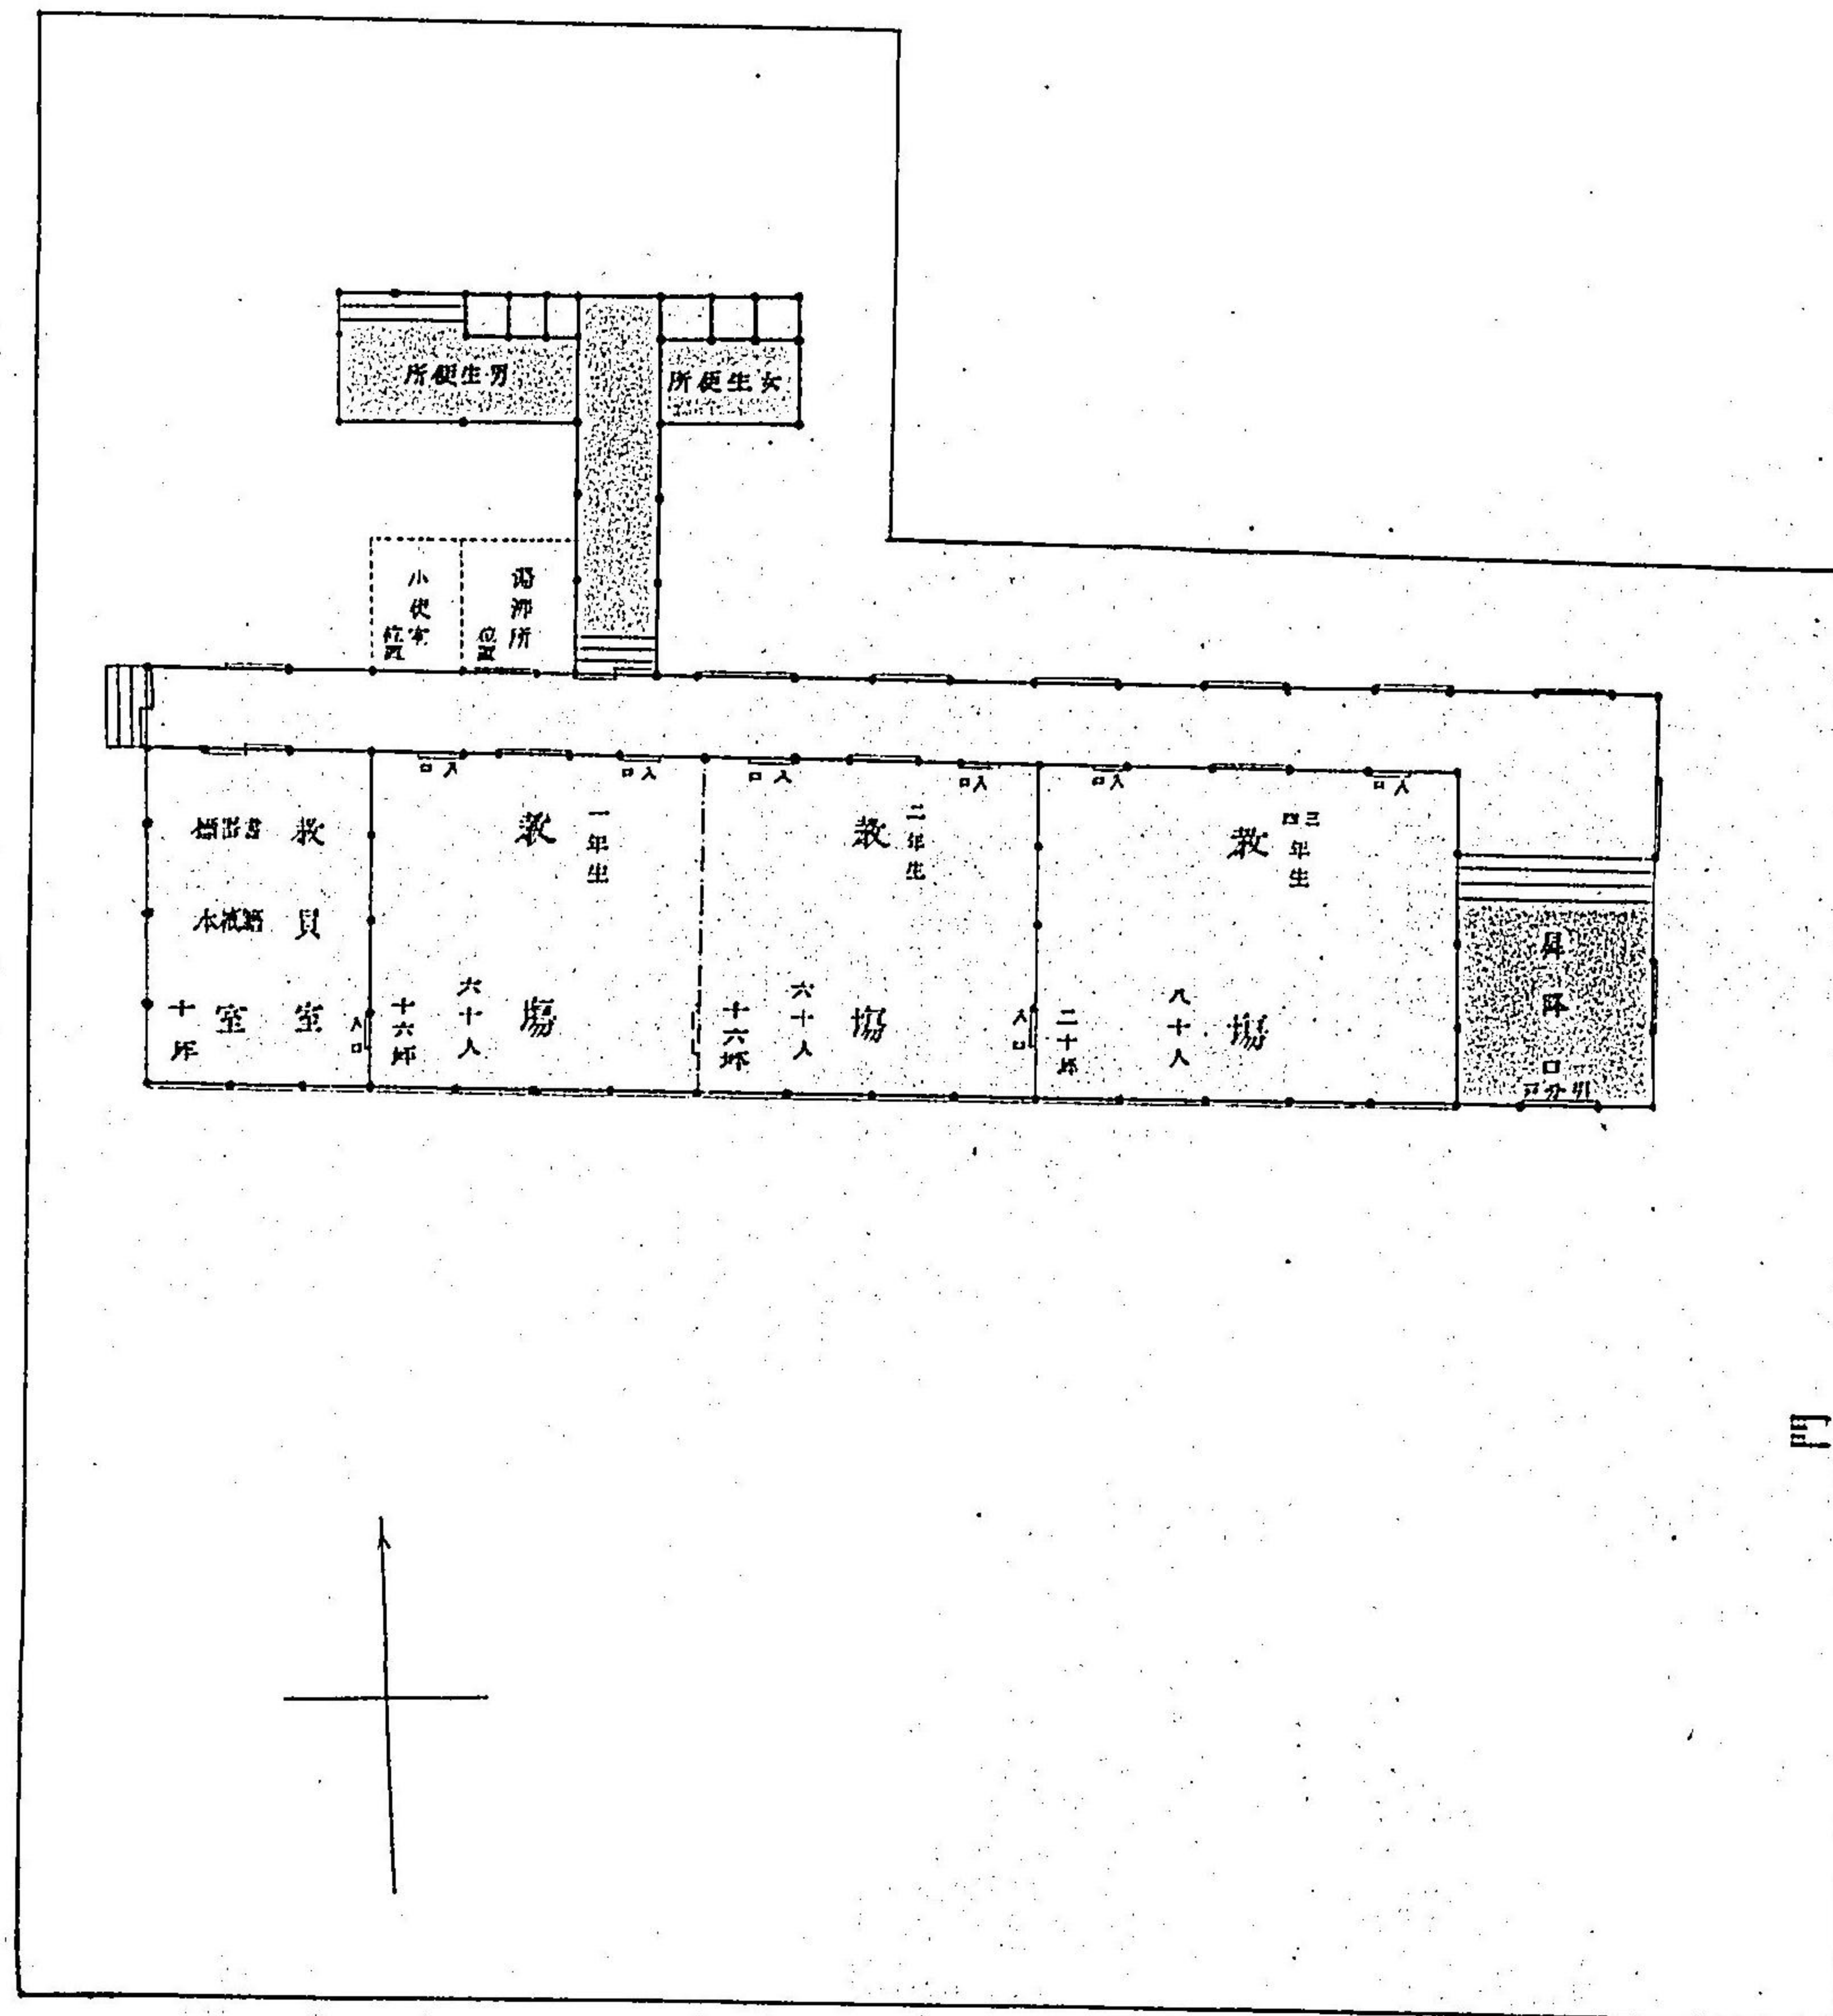 男生便所
女生便所
湯沸所
位置
小使室
位置
入口
入口
入口
入口
入口
入口
三四年生
教場
八十人
二十坪
入口
二年生
教場
六十人
十六坪
一年生
教場
六十人
十六坪
入口
教員室
室
十坪
昇降口
引分戸
門